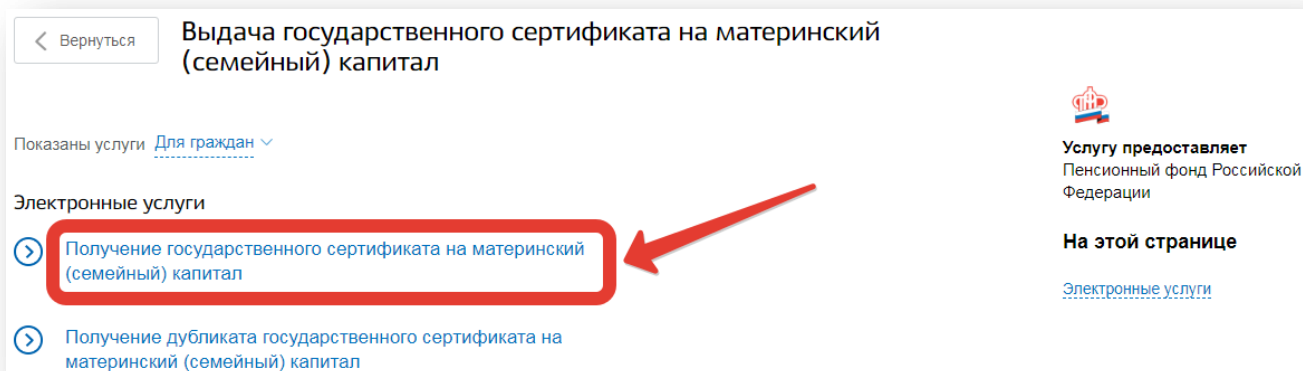 Вернуться
Выдача государственного сертификата на материнский
(семейный) капитал
Показаны услуги Для граждан
Электронные услуги
Получение государственного сертификата на материнский
(семейный) капитал
Получение дубликата государственного сертификата на
материнский (семейный) капитал
Услугу предоставляет
Пенсионный фонд Российской
Федерации
На этой странице
Электронные услуги